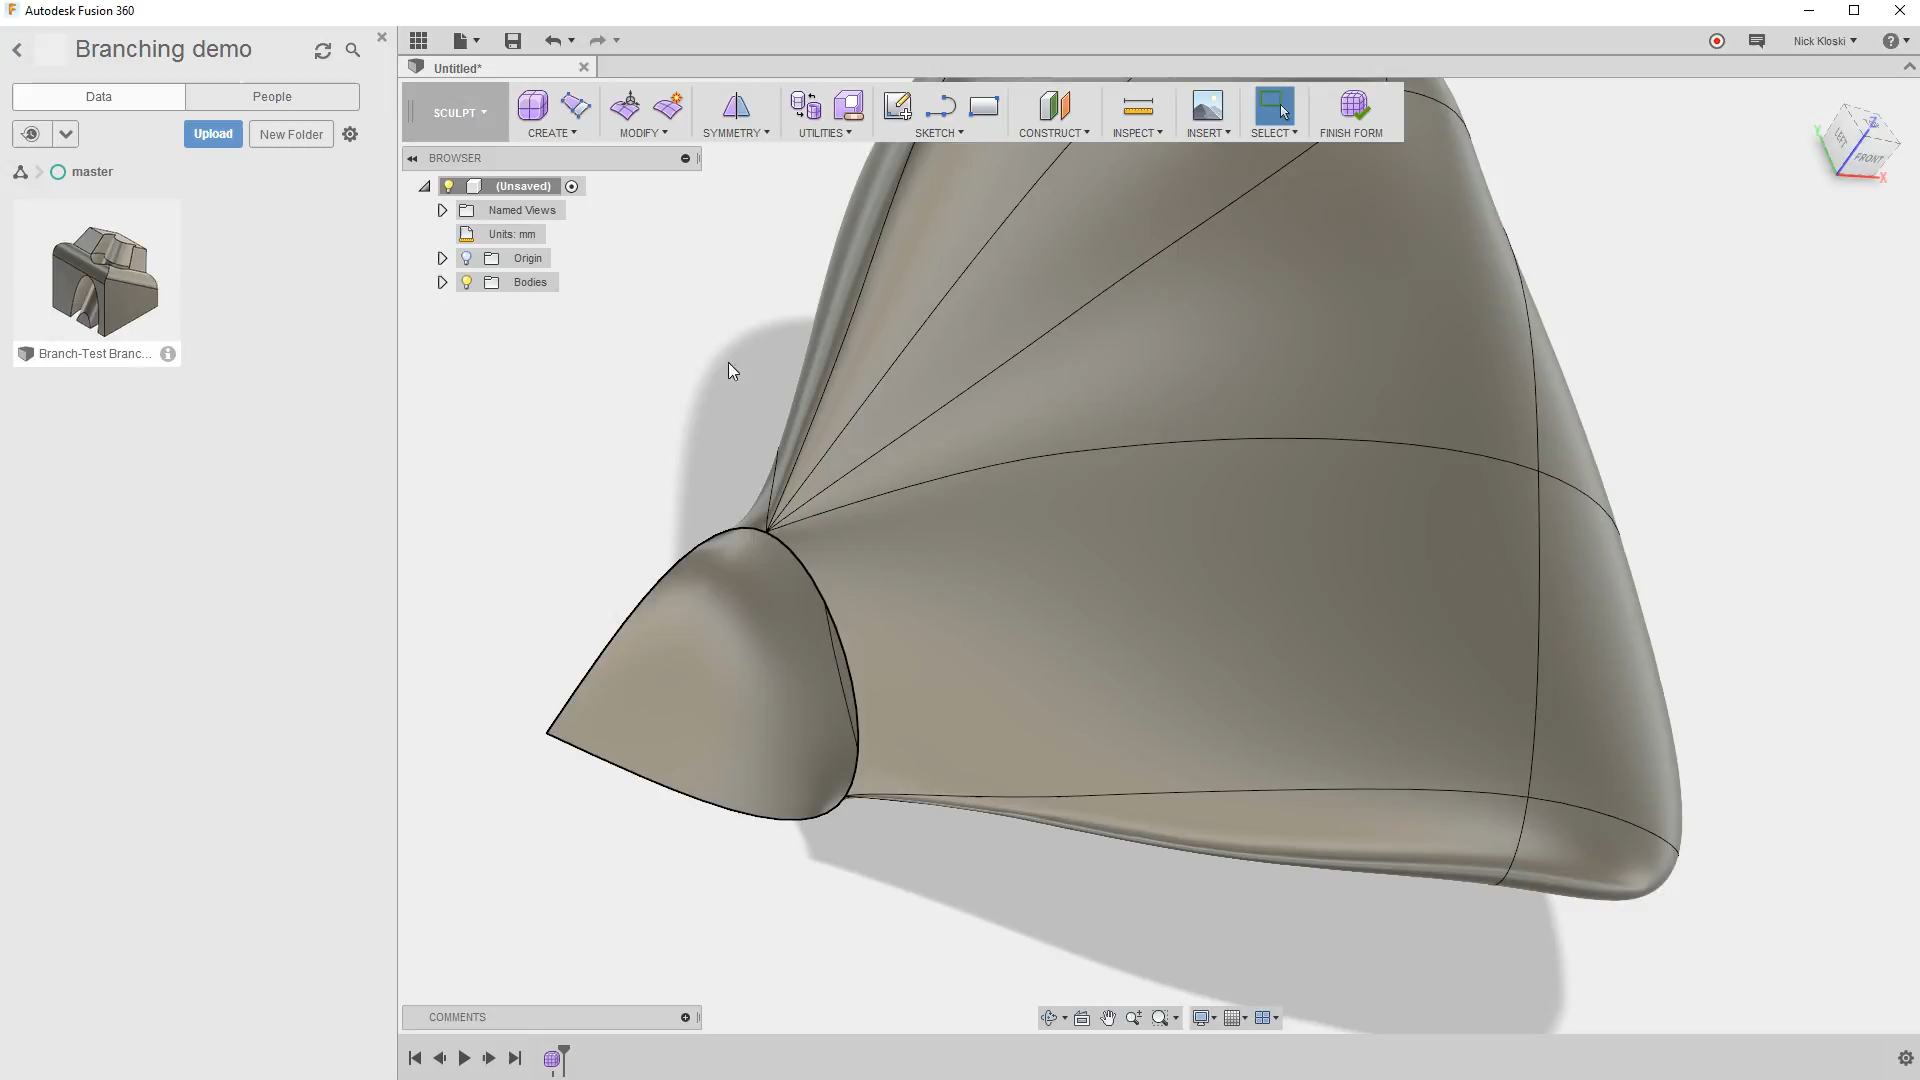 Autodesk Fusion 360
Branching demo
Data
People
Upload
New Folder
master
Branch-Test Branc...
Nick Kloski
Untitled*
SCULPT
CREATE
MODIFY
SYMMETRY
UTILITIES
SKETCH
CONSTRUCT
INSPECT
INSERT
SELECT
FINISH FORM
BROWSER
(Unsaved)
Named Views
Units: mm
Origin
Bodies
Z
Y
LEFT
FRONT
X
COMMENTS